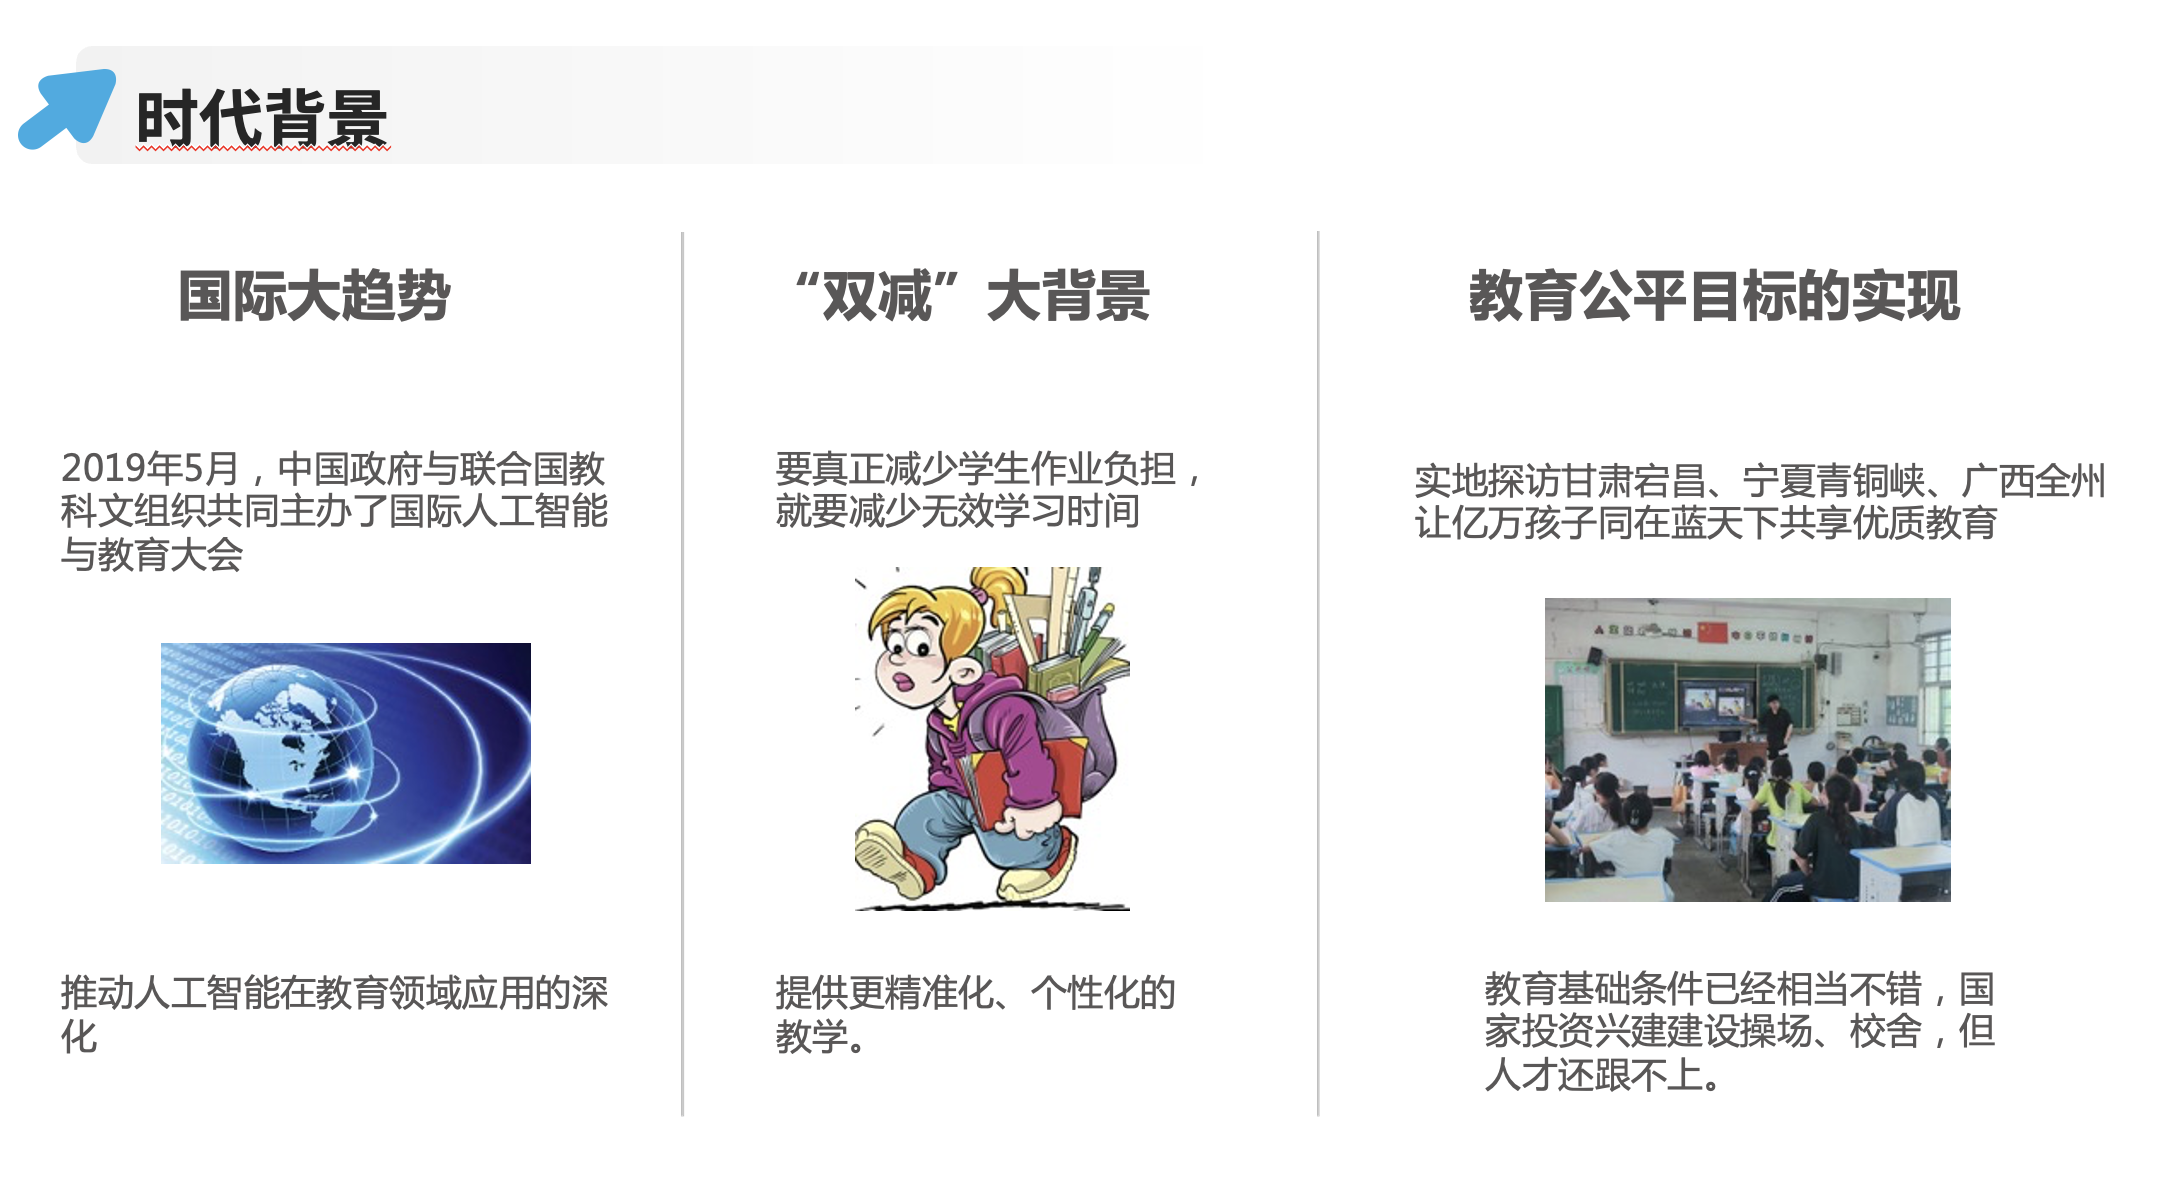 时代背景
国际大趋势
2019年5月，中国政府与联合国教
科文组织共同主办了国际人工智能
与教育大会
推动人工智能在教育领域应用的深
化
“双减”大背景
要真正减少学生作业负担，
就要减少无效学习时间
提供更精准化、个性化的
教学。
教育公平目标的实现
实地探访甘肃宕昌、宁夏青铜峡、广西全州
让亿万孩子同在蓝天下共享优质教育
教育基础条件已经相当不错，国
家投资兴建建设操场、校舍，但
人才还跟不上。